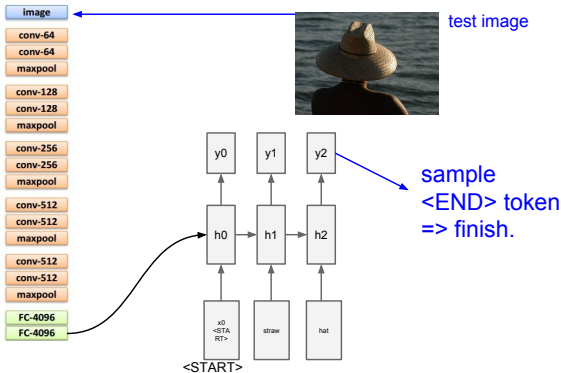 image
conv-64
conv-64
maxpool
conv-128
conv-128
maxpool
conv-256
conv-256
maxpool
conv-512
conv-512
maxpool
conv-512
conv-512
maxpool
FC-4096
FC-4096
test image
y0
y1
y2
sample
<END> token
=> finish.
h0
h1
h2
x0
<STA
RT>
straw
hat
<START>